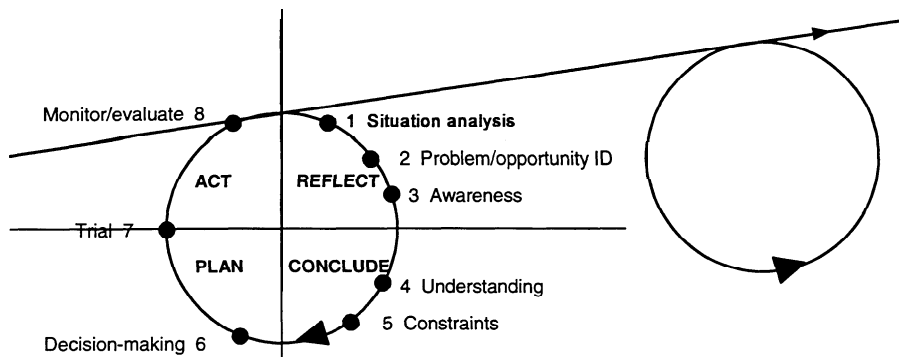 Monitor/evaluate 8
1 Situation analysis
2 Problem/opportunity ID
ACT
REFLECT
3 Awareness
Trial 7
PLAN
CONCLUDE
4 Understanding
5 Constraints
Decision-making 6